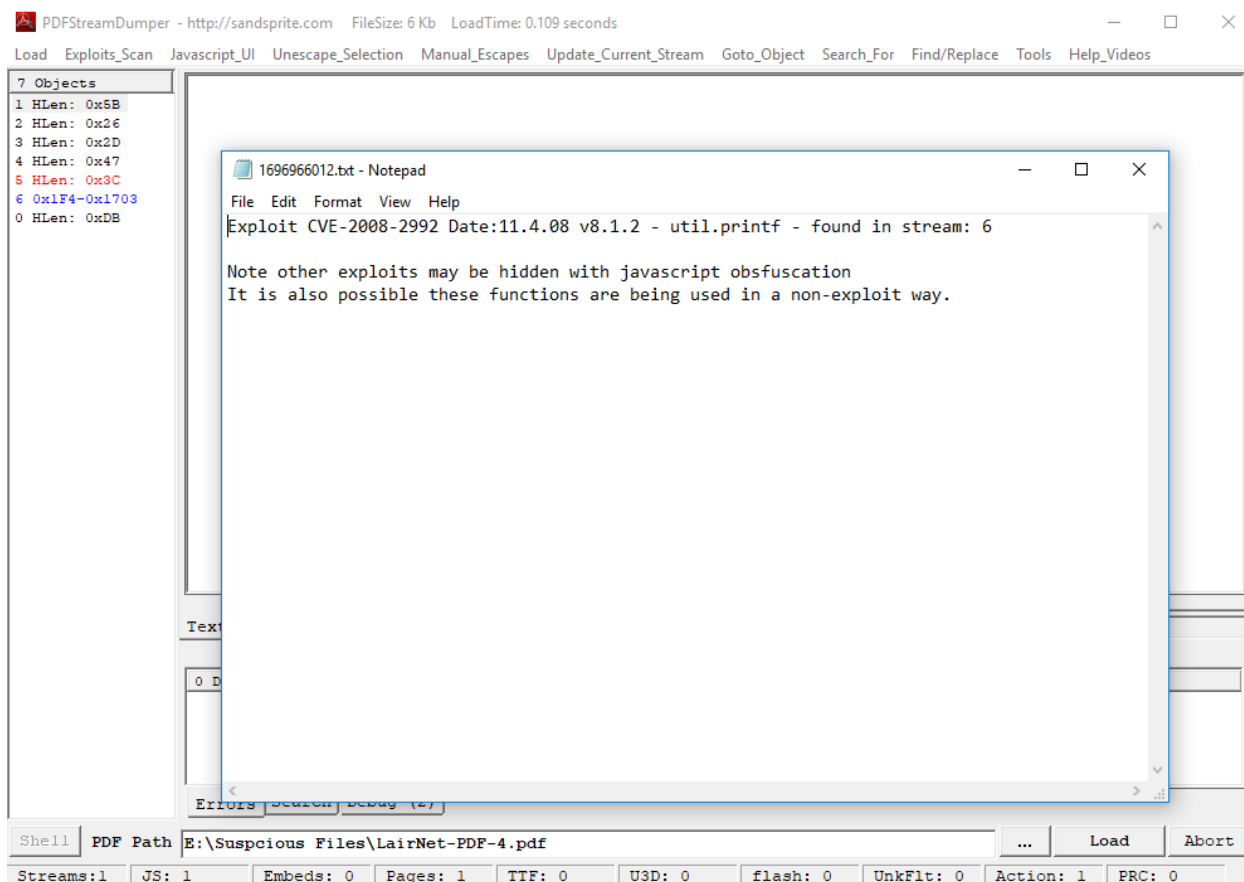 PDFStreamDumper - http://sandsprite.com FileSize: 6 Kb LoadTime: 0.109 seconds
Load Exploits_Scan Javascript_UI Unescape_Selection Manual_Escapes Update_Current_Stream Goto_Object Search_For Find/Replace Tools Help_Videos
7 Objects
1 HLen: 0x5B
2 HLen: 0x26
3 HLen: 0x2D
4 HLen: 0x47
5 HLen: 0x3C
6 0x1F4-0x1703
0 HLen: 0xDB
1696966012.txt - Notepad
File Edit Format View Help
Exploit CVE-2008-2992 Date:11.4.08 v8.1.2 - util.printf - found in stream: 6
Note other exploits may be hidden with javascript obsfuscation
It is also possible these functions are being used in a non-exploit way.
Text
0 D
Errors Search Debug (2)
Shell PDF Path E:\Suspcious Files\LairNet-PDF-4.pdf ... Load Abort
Streams:1 JS: 1 Embeds: 0 Pages: 1 TTF: 0 U3D: 0 flash: 0 UnkFlt: 0 Action: 1 PRC: 0